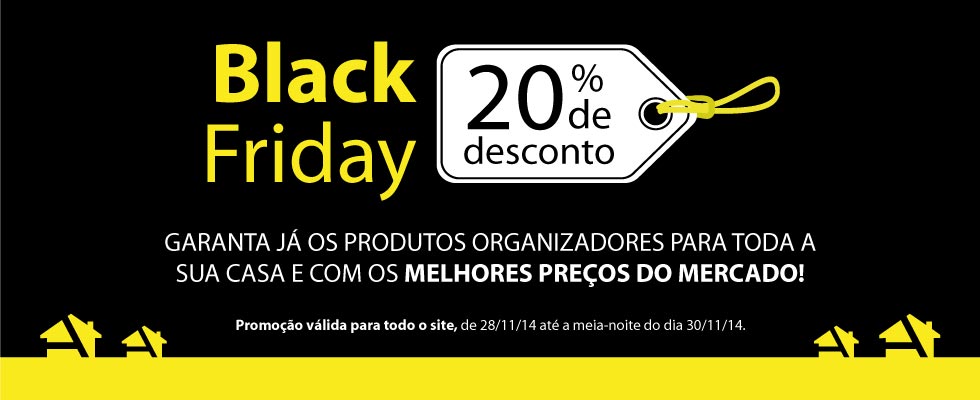 Black
Friday
20% de
desconto
GARANTA JÁ OS PRODUTOS ORGANIZADORES PARA TODA A
SUA CASA E COM OS MELHORES PREÇOS DO MERCADO!
Promoção válida para todo o site, de 28/11/14 até a meia-noite do dia 30/11/14.